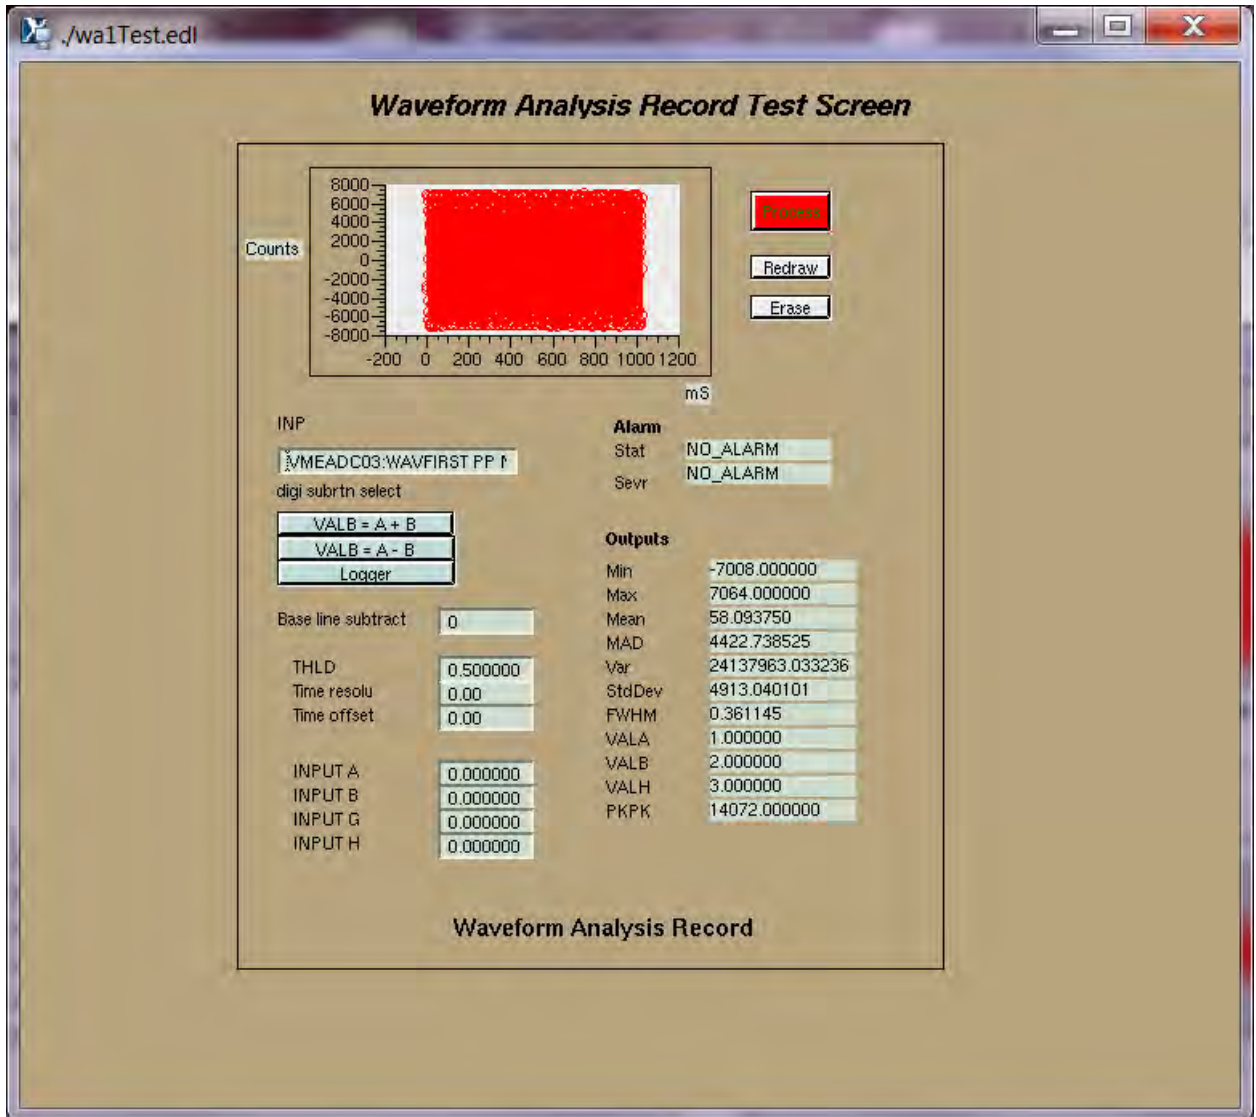 ./wa1Test.edl
Waveform Analysis Record Test Screen
8000
6000
4000
2000
0
-2000
-4000
-6000
-8000
Counts
-200 0 200 400 600 800 1000 1200
mS
Process
Redraw
Erase
INP
VMEADC03:WAVFIRST PP
digi subrtn select
VALB = A + B
VALB = A - B
Logger
Base line subtract 0
THLD 0.500000
Time resolu 0.00
Time offset 0.00
INPUT A 0.000000
INPUT B 0.000000
INPUT G 0.000000
INPUT H 0.000000
Alarm
Stat NO_ALARM
Sevr NO_ALARM
Outputs
Min -7008.000000
Max 7064.000000
Mean 58.093750
MAD 4422.738525
Var 24137963.033236
StdDev 4913.040101
FWHM 0.361145
VALA 1.000000
VALB 2.000000
VALH 3.000000
PKPK 14072.000000
Waveform Analysis Record